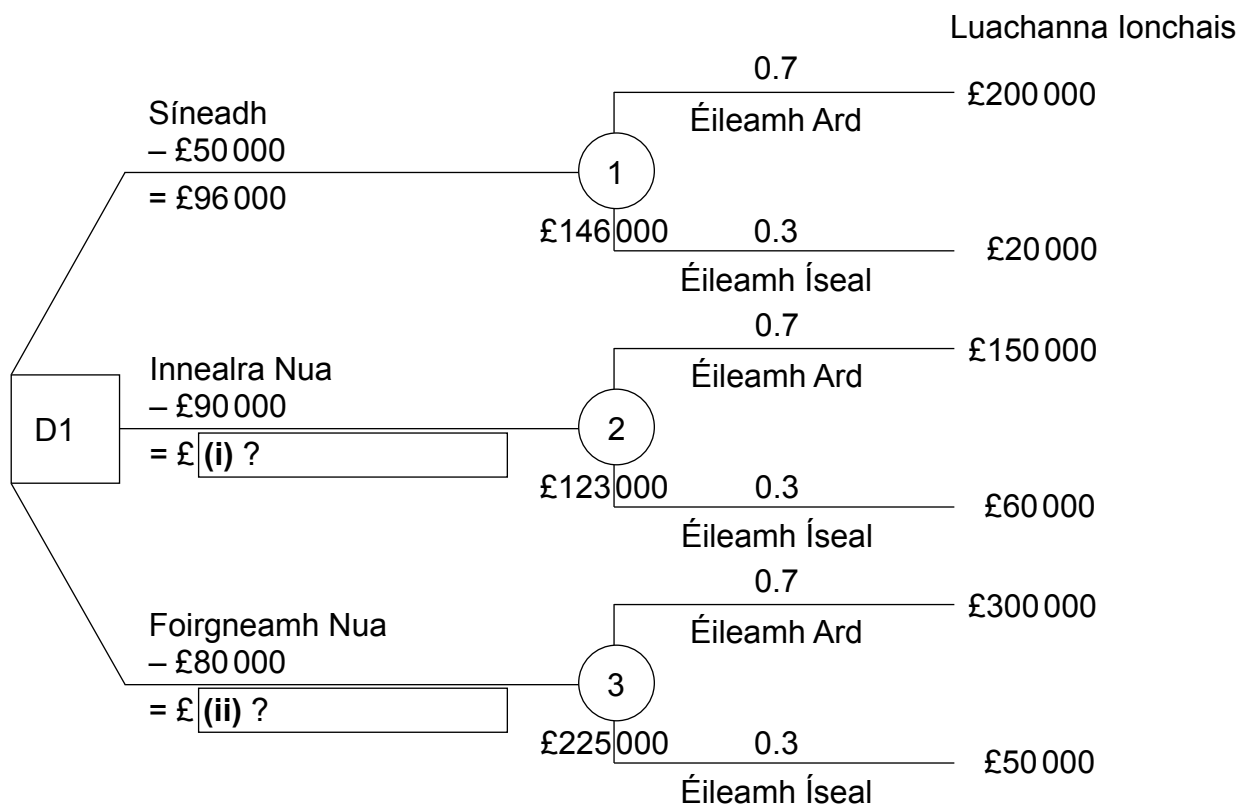 Luachanna Ionchais
Síneadh
– £50 000
= £96 000
1
£146 000
0.7
Éileamh Ard
£200 000
0.3
Éileamh Íseal
£20 000
D1
Innealra Nua
– £90 000
= £ (i) ?
2
£123 000
0.7
Éileamh Ard
£150 000
0.3
Éileamh Íseal
£60 000
Foirgneamh Nua
– £80 000
= £ (ii) ?
3
£225 000
0.7
Éileamh Ard
£300 000
0.3
Éileamh Íseal
£50 000